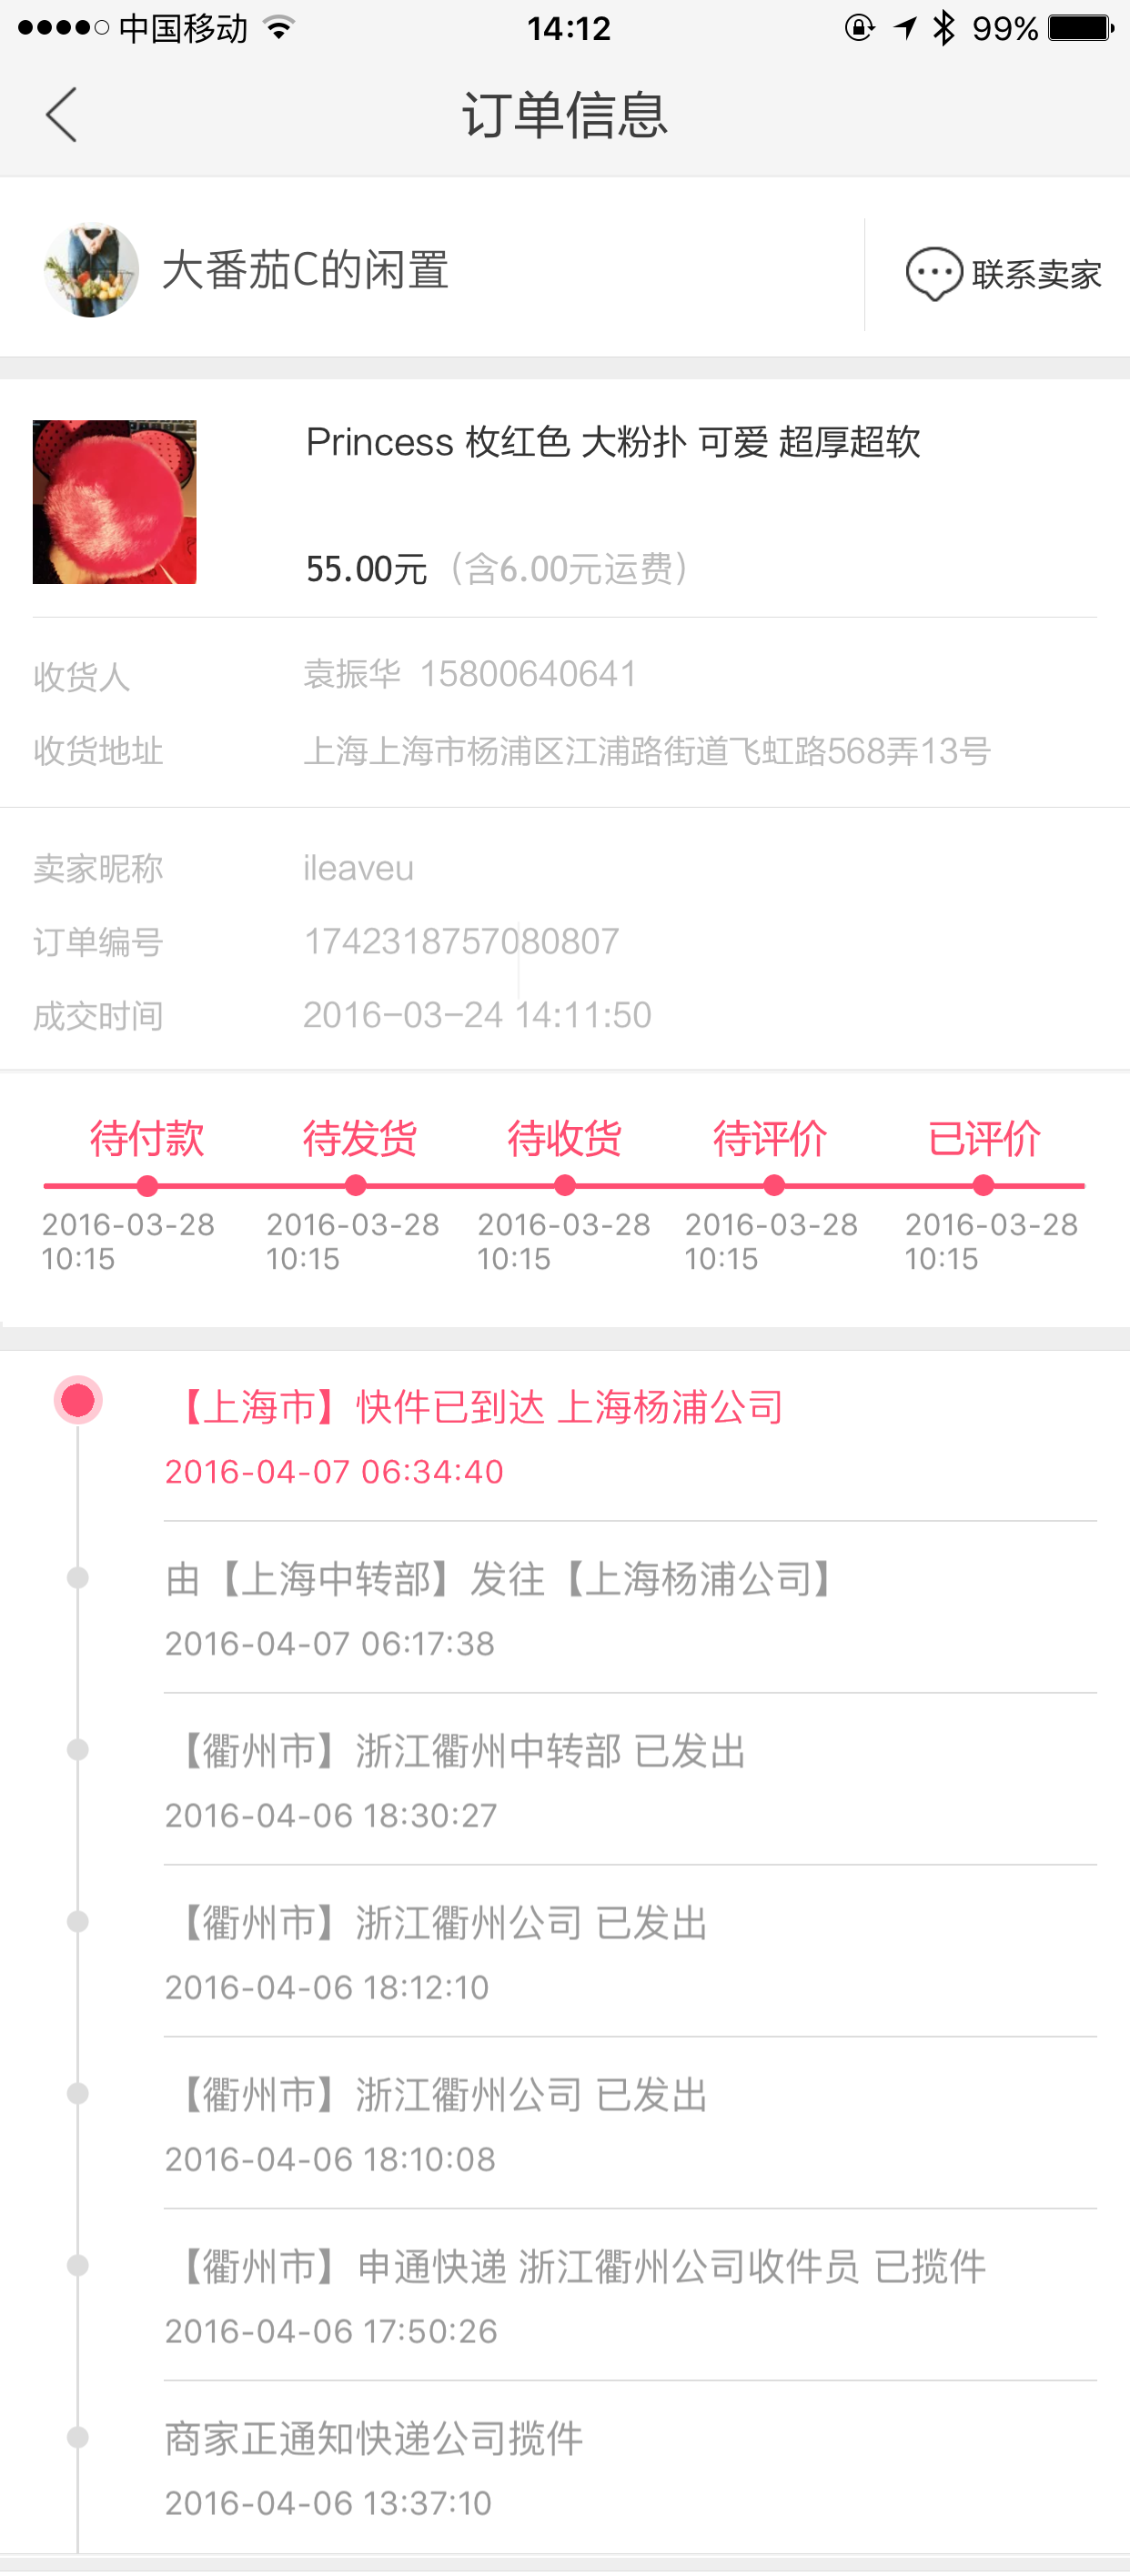 中国移动 14:12 99%
订单信息
大番茄C的闲置 联系卖家
Princess 枚红色 大粉扑 可爱 超厚超软
55.00元（含6.00元运费）
收货人 袁振华 15800640641
收货地址 上海上海市杨浦区江浦路街道飞虹路568弄13号
卖家昵称 ileaveu
订单编号 1742318757080807
成交时间 2016-03-24 14:11:50
待付款 待发货 待收货 待评价 已评价
2016-03-28 2016-03-28 2016-03-28 2016-03-28 2016-03-28
10:15 10:15 10:15 10:15 10:15
【上海市】快件已到达 上海杨浦公司
2016-04-07 06:34:40
由【上海中转部】发往【上海杨浦公司】
2016-04-07 06:17:38
【衢州市】浙江衢州中转部 已发出
2016-04-06 18:30:27
【衢州市】浙江衢州公司 已发出
2016-04-06 18:12:10
【衢州市】浙江衢州公司 已发出
2016-04-06 18:10:08
【衢州市】申通快递 浙江衢州公司收件员 已揽件
2016-04-06 17:50:26
商家正通知快递公司揽件
2016-04-06 13:37:10